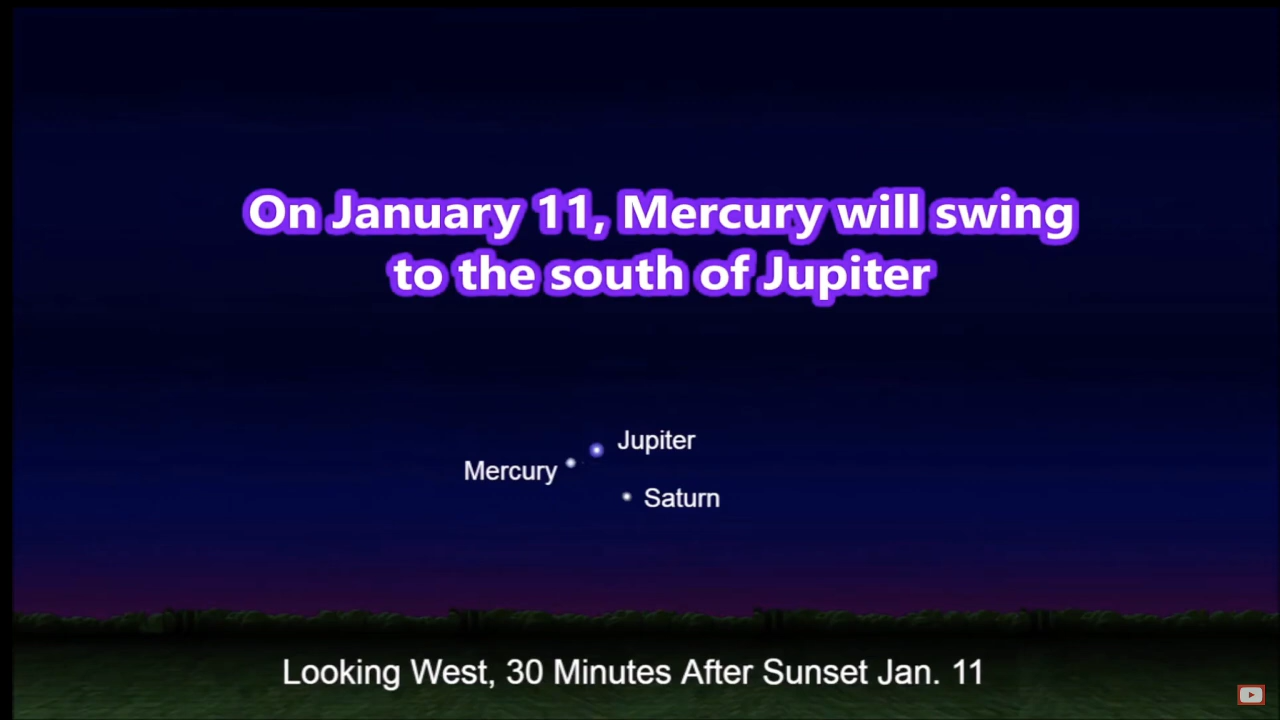 On January 11, Mercury will swing
to the south of Jupiter
Jupiter
Mercury
Saturn
Looking West, 30 Minutes After Sunset Jan. 11